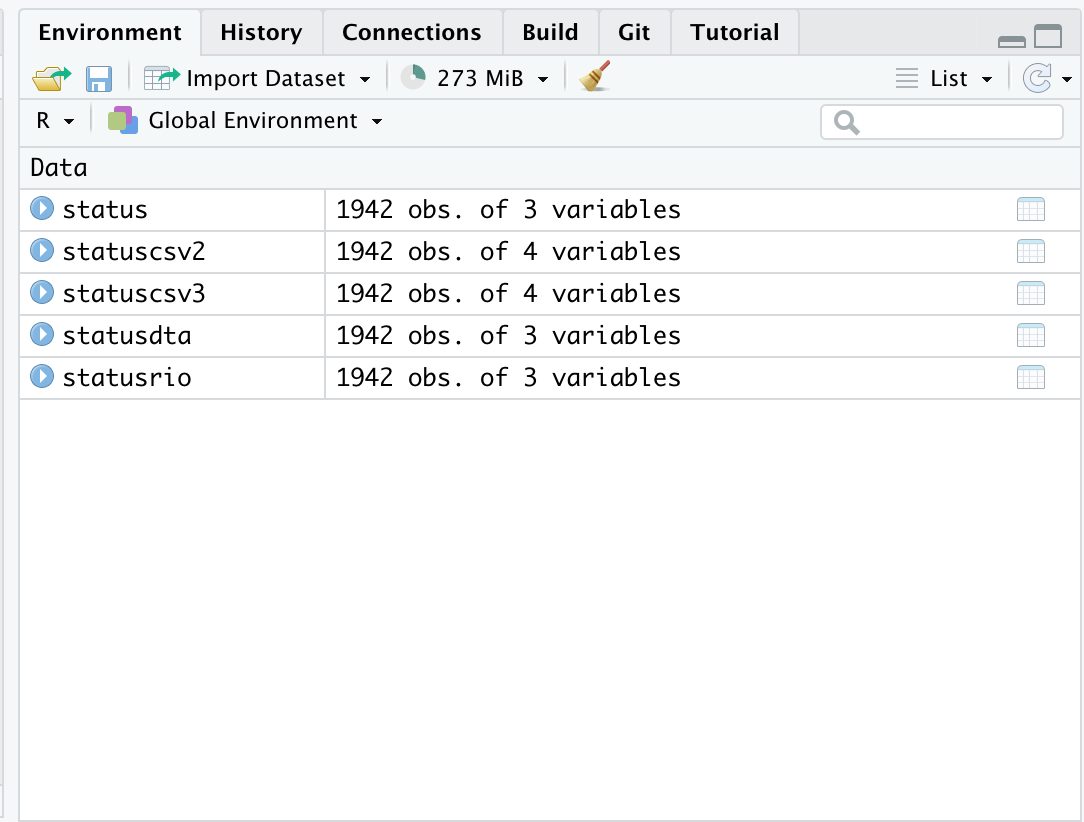 Environment History Connections Build Git Tutorial
Import Dataset 273 MiB List
R Global Environment
Data
status 1942 obs. of 3 variables
statuscsv2 1942 obs. of 4 variables
statuscsv3 1942 obs. of 4 variables
statusdta 1942 obs. of 3 variables
statusrio 1942 obs. of 3 variables